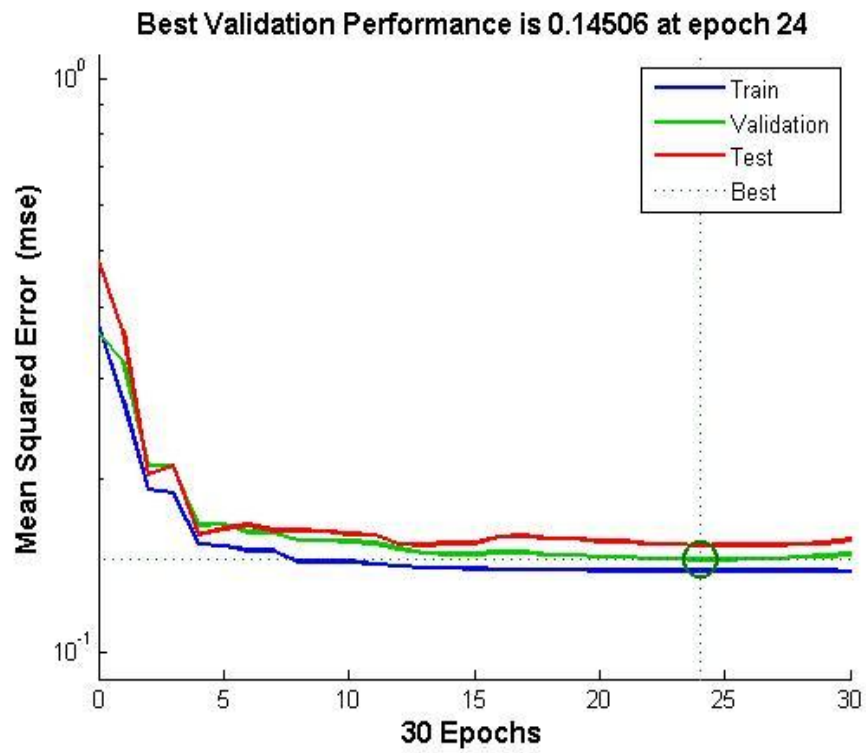 Best Validation Performance is 0.14506 at epoch 24
10^0
Train
Validation
Test
Best
Mean Squared Error (mse)
10^-1
0 5 10 15 20 25 30
30 Epochs